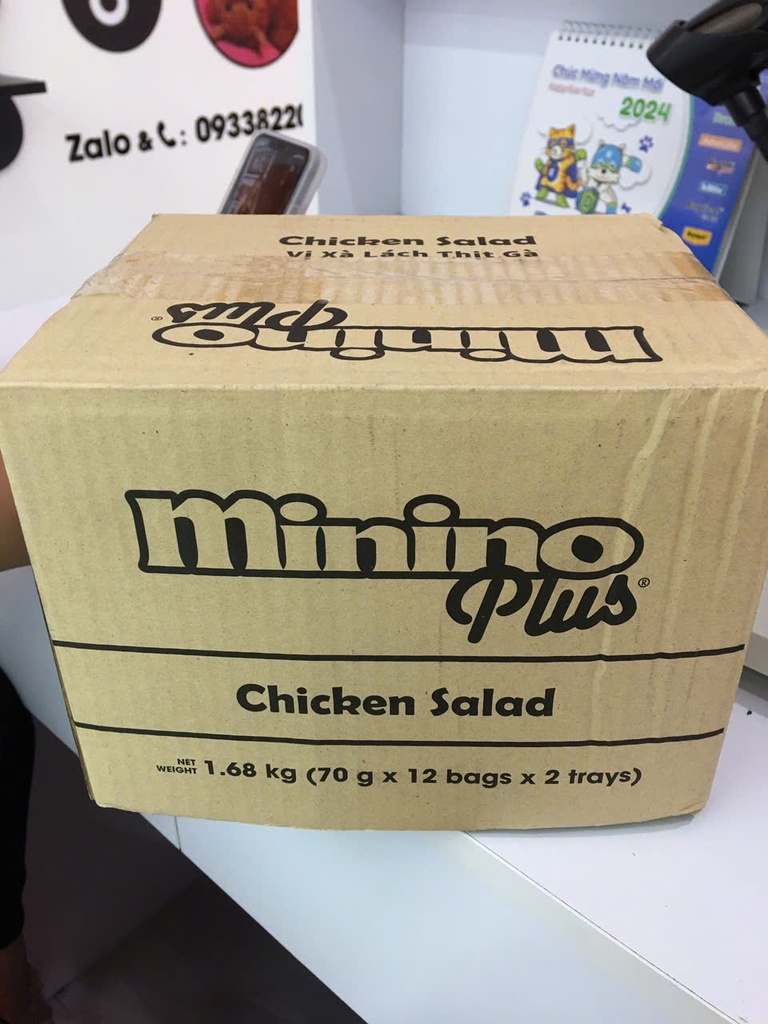 Zalo & : 09338220
Chúc Mừng Năm Mới
2024
Chicken Salad
Vị Xà Lách Thịt Gà
minino
Plus®
minino
Plus®
Chicken Salad
NET WEIGHT 1.68 kg (70 g x 12 bags x 2 trays)